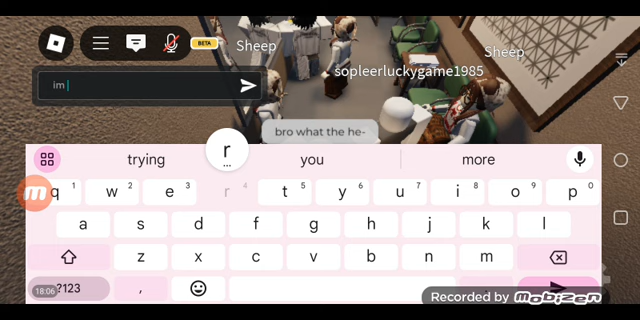 BETA
Sheep
Sheep
sopleerluckygame1985
im
bro what the he-
r
trying you more
q 1 w 2 e 3 r 4 t 5 y 6 u 7 i 8 o 9 p 0
a s d f g h j k l
z x c v b n m
?123 ,
18:06
Recorded by mobizen